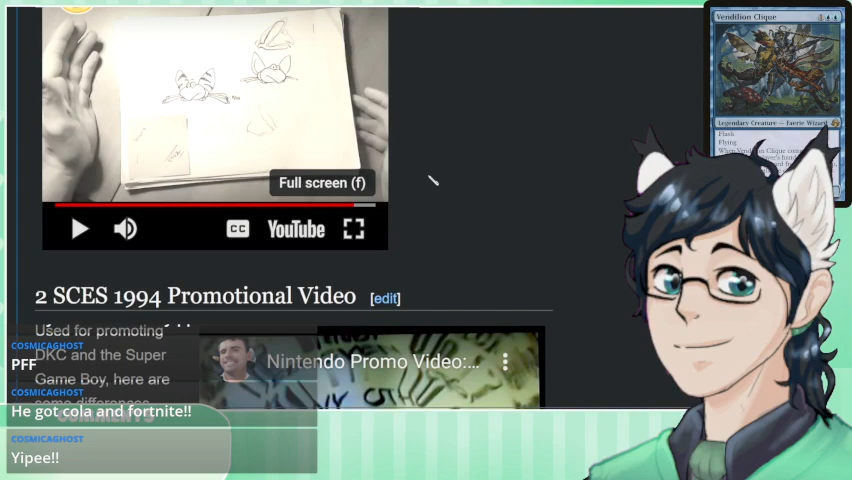 Vendilion Clique
Legendary Creature — Faerie Wizard
Flash
Flying
Full screen (f)
CC
YouTube
2 SCES 1994 Promotional Video [edit]
Used for promoting
DKC and the Super
Game Boy, here are
Nintendo Promo Video:...
COSMICAGHOST
PFF
COSMICAGHOST
He got cola and fortnite!!
COMMENTS
COSMICAGHOST
Yipee!!